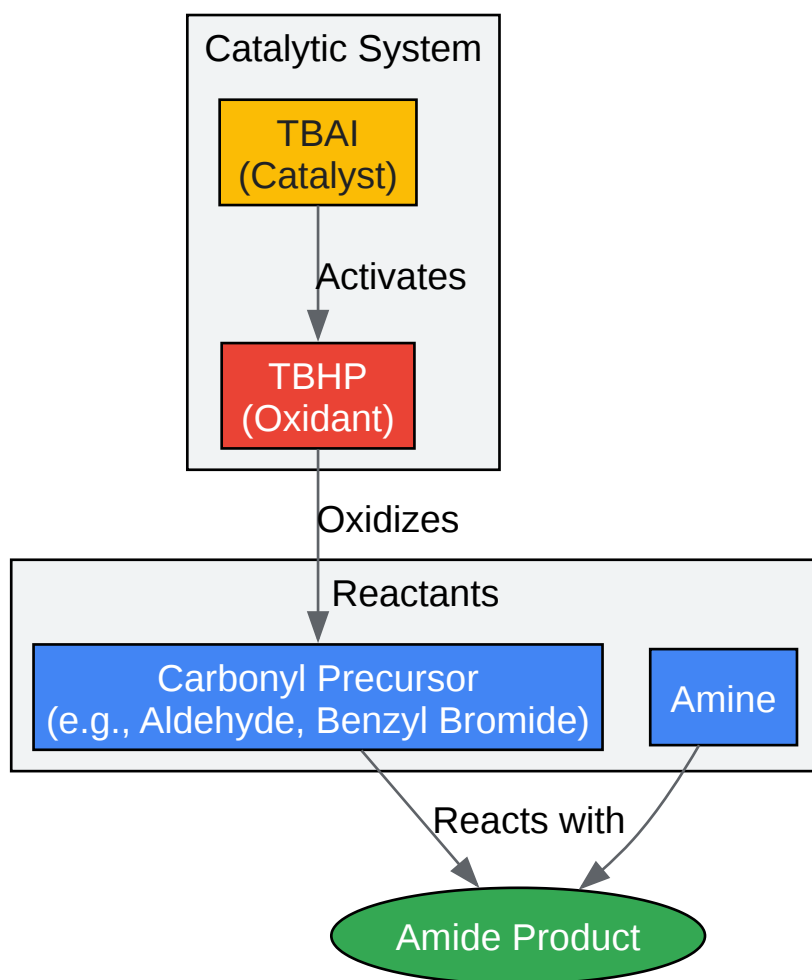 Catalytic System
TBAI
(Catalyst)
Activates
TBHP
(Oxidant)
Oxidizes
Reactants
Carbonyl Precursor
(e.g., Aldehyde, Benzyl Bromide)
Amine
Reacts with
Amide Product